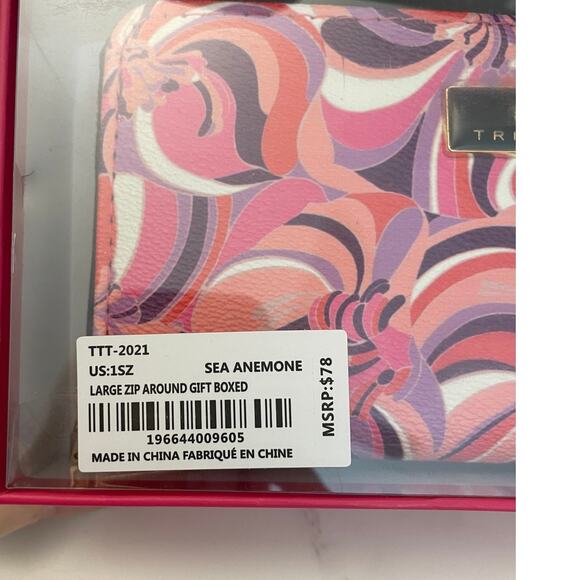 TTT-2021
US:1SZ SEA ANEMONE
LARGE ZIP AROUND GIFT BOXED
196644009605
MADE IN CHINA FABRIQUÉ EN CHINE
MSRP:$78